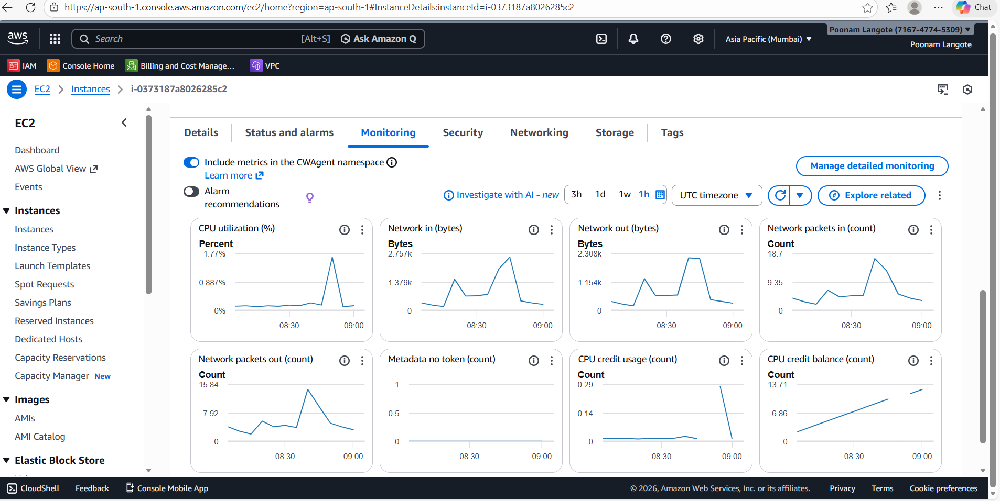 https://ap-south-1.console.aws.amazon.com/ec2/home?region=ap-south-1#InstanceDetails:instanceId=i-0373187a8026285c2
Chat
aws
Search
[Alt+S]
Ask Amazon Q
Asia Pacific (Mumbai)
Poonam Langote (7167-4774-5309)
Poonam Langote
IAM
Console Home
Billing and Cost Manage...
VPC
EC2
Instances
i-0373187a8026285c2
EC2
Dashboard
AWS Global View
Events
Instances
Instances
Instance Types
Launch Templates
Spot Requests
Savings Plans
Reserved Instances
Dedicated Hosts
Capacity Reservations
Capacity Manager New
Images
AMIs
AMI Catalog
Elastic Block Store
Details
Status and alarms
Monitoring
Security
Networking
Storage
Tags
Include metrics in the CWAgent namespace
Learn more
Manage detailed monitoring
Alarm
recommendations
Investigate with AI - new
3h
1d
1w
1h
UTC timezone
Explore related
CPU utilization (%)
Percent
1.77%
0.887%
0%
08:30
09:00
Network in (bytes)
Bytes
2.757k
1.379k
0
08:30
09:00
Network out (bytes)
Bytes
2.308k
1.154k
0
08:30
09:00
Network packets in (count)
Count
18.7
9.35
0
08:30
09:00
Network packets out (count)
Count
15.84
7.92
0
08:30
09:00
Metadata no token (count)
1
0.5
0
08:30
09:00
CPU credit usage (count)
Count
0.29
0.14
0
08:30
09:00
CPU credit balance (count)
Count
13.71
6.86
0
08:30
09:00
CloudShell
Feedback
Console Mobile App
© 2026, Amazon Web Services, Inc. or its affiliates.
Privacy
Terms
Cookie preferences